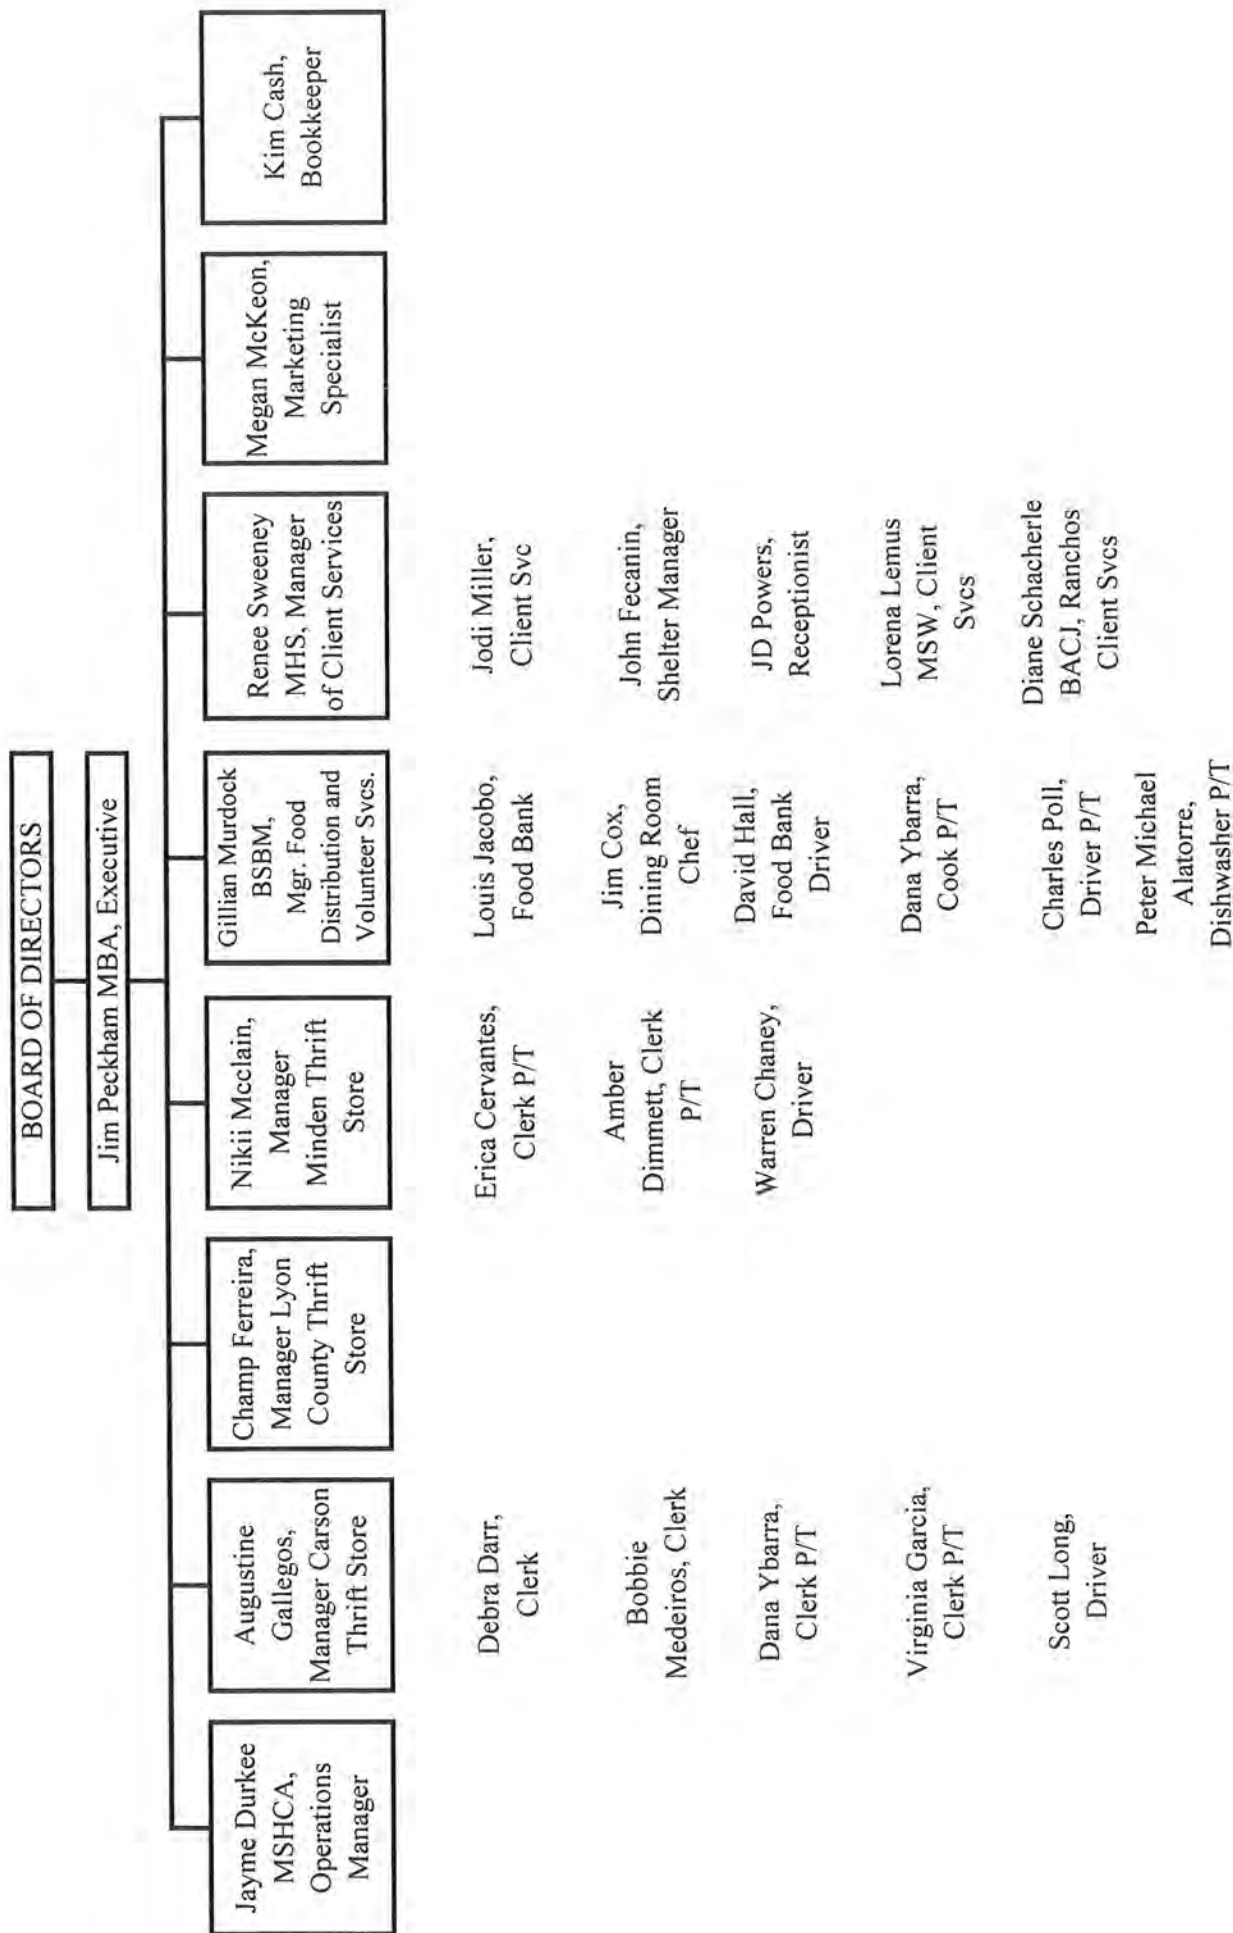 BOARD OF DIRECTORS
Jim Peckham MBA, Executive
Jayme Durkee
MSHCA,
Operations
Manager
Augustine
Gallegos,
Manager Carson
Thrift Store
Champ Ferreira,
Manager Lyon
County Thrift
Store
Nikii Mcclain,
Manager
Minden Thrift
Store
Gillian Murdock
BSBM,
Mgr. Food
Distribution and
Volunteer Svcs.
Renee Sweeney
MHS, Manager
of Client Services
Megan McKeon,
Marketing
Specialist
Kim Cash,
Bookkeeper
Debra Darr,
Clerk
Bobbie
Medeiros, Clerk
Dana Ybarra,
Clerk P/T
Virginia Garcia,
Clerk P/T
Scott Long,
Driver
Erica Cervantes,
Clerk P/T
Amber
Dimmett, Clerk
P/T
Warren Chaney,
Driver
Louis Jacobo,
Food Bank
Jim Cox,
Dining Room
Chef
David Hall,
Food Bank
Driver
Dana Ybarra,
Cook P/T
Charles Poll,
Driver P/T
Peter Michael
Alatorre,
Dishwasher P/T
Jodi Miller,
Client Svc
John Fecanin,
Shelter Manager
JD Powers,
Receptionist
Lorena Lemus
MSW, Client
Svcs
Diane Schacherle
BACJ, Ranchos
Client Svcs